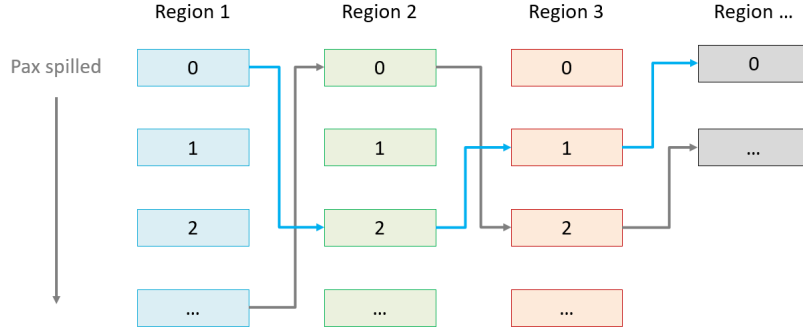 Region 1 Region 2 Region 3 Region ...
Pax spilled 0 0 0 0
1 1 1 ...
2 2 2
... ... ...